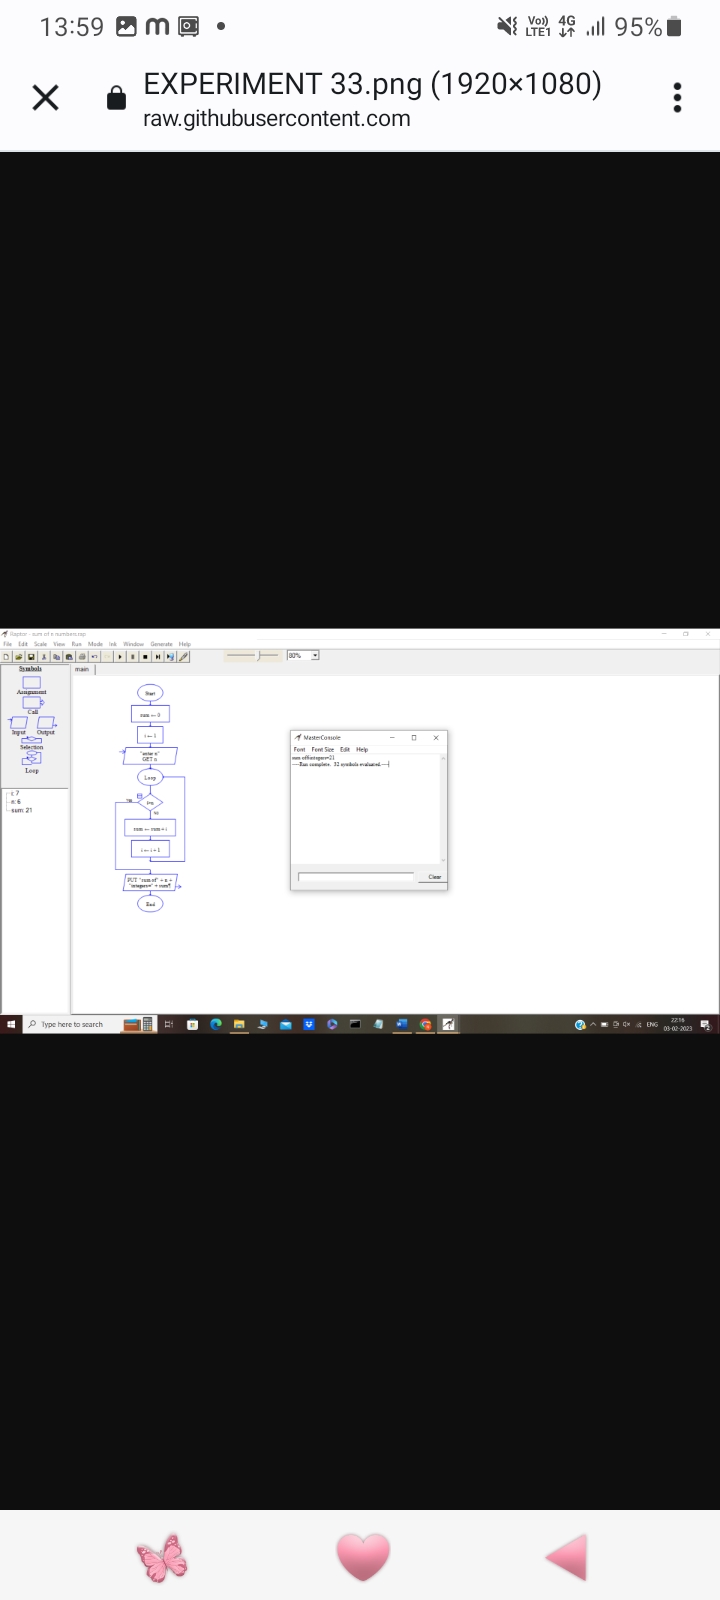 13:59
Vo)) 4G 95%
LTE1
EXPERIMENT 33.png (1920×1080)
raw.githubusercontent.com
Raptor - sum of n numbers.rap
File Edit Scale View Run Mode Ink Window Generate Help
80%
Symbols
main
Assignment
Call
Input Output
Selection
Loop
i: 7
n: 6
sum: 21
Start
sum ← 0
i ← 1
"enter n"
GET n
Loop
i>n
Yes
No
sum ← sum + i
i ← i + 1
PUT "sum of" + n +
"integers=" + sum¶
End
MasterConsole
Font Font Size Edit Help
sum of6integers=21
----Run complete. 32 symbols evaluated.----
Clear
Type here to search
ENG
22:16
03-02-2023